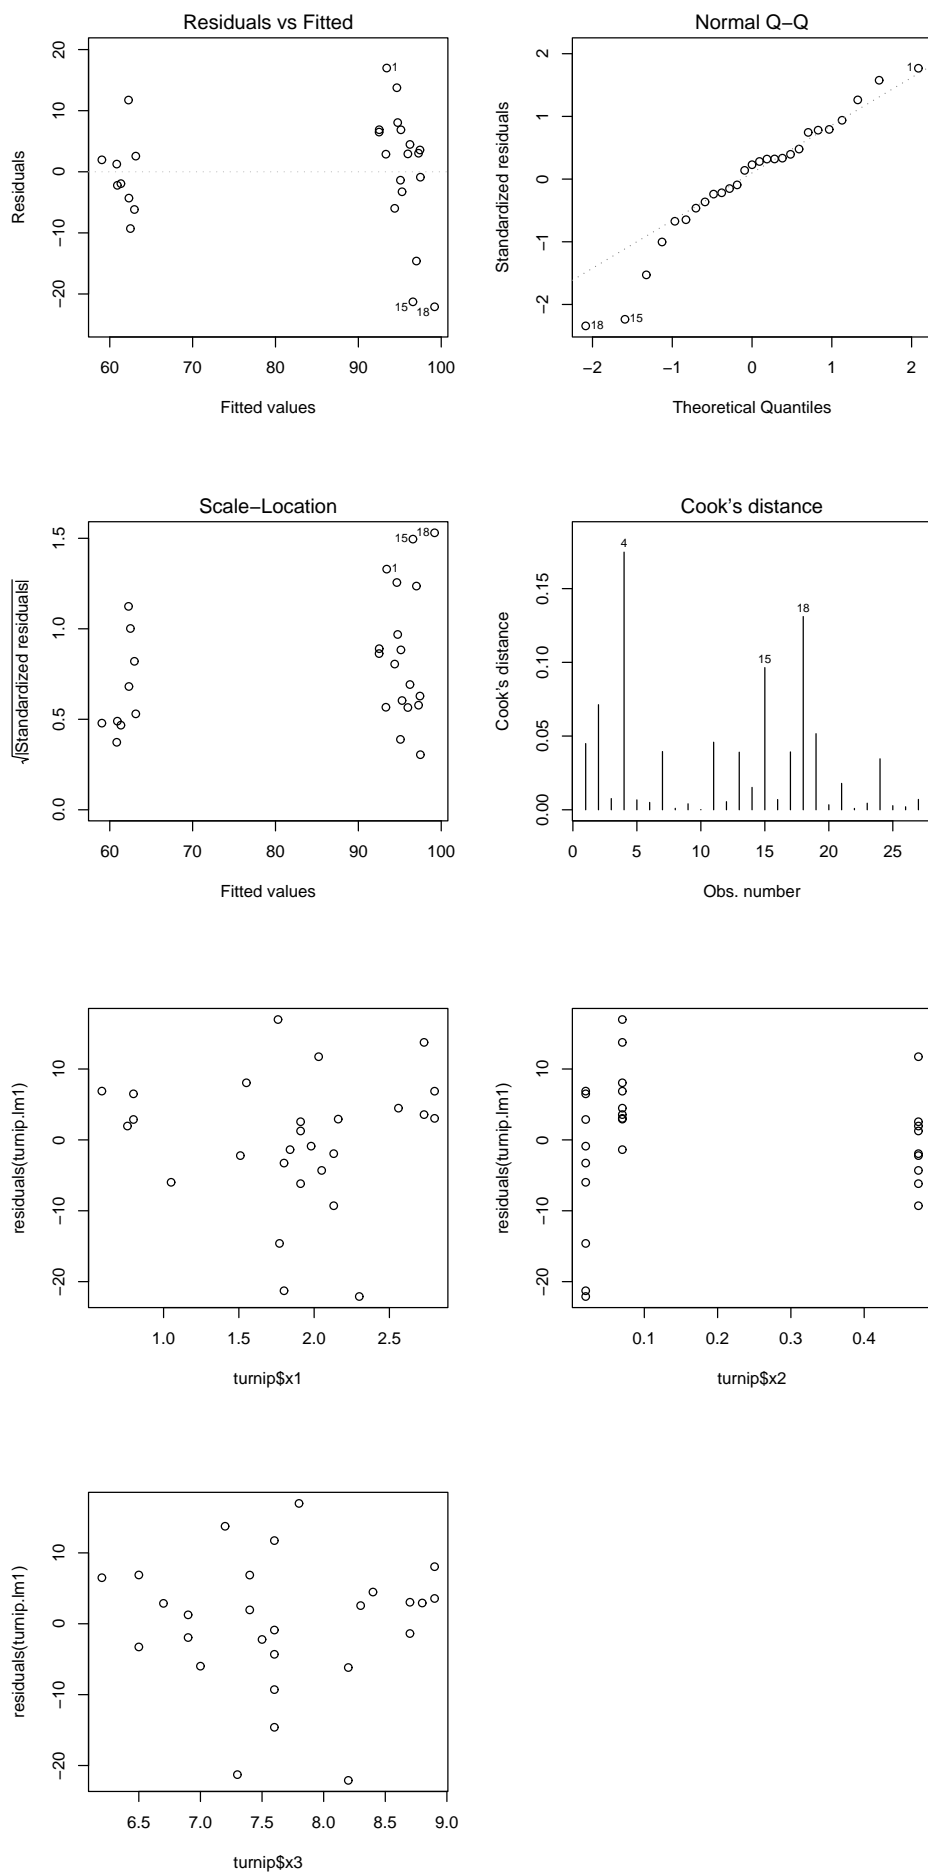 Residuals vs Fitted
20
10
0
−10
−20
Residuals
1
15
18
60 70 80 90 100
Fitted values
Normal Q−Q
2
1
0
−1
−2
Standardized residuals
1
18
15
−2 −1 0 1 2
Theoretical Quantiles
Scale−Location
1.5
1.0
0.5
0.0
√|Standardized residuals|
15
18
1
60 70 80 90 100
Fitted values
Cook's distance
0.15
0.10
0.05
0.00
Cook's distance
4
15
18
0 5 10 15 20 25
Obs. number
10
0
−10
−20
residuals(turnip.lm1)
1.0 1.5 2.0 2.5
turnip$x1
10
0
−10
−20
residuals(turnip.lm1)
0.1 0.2 0.3 0.4
turnip$x2
10
0
−10
−20
residuals(turnip.lm1)
6.5 7.0 7.5 8.0 8.5 9.0
turnip$x3